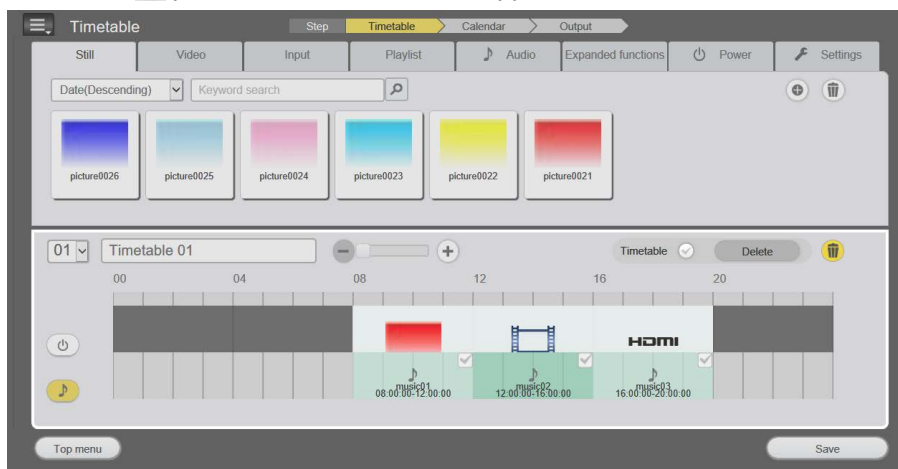 Timetable
Step Timetable Calendar Output
Still Video Input Playlist Audio Expanded functions Power Settings
Date(Descending) Keyword search
picture0026 picture0025 picture0024 picture0023 picture0022 picture0021
01 Timetable 01 Timetable Delete
00 04 08 12 16 20
HDMI
music01 music02 music03
08:00:00-12:00:00 12:00:00-16:00:00 16:00:00-20:00:00
Top menu Save